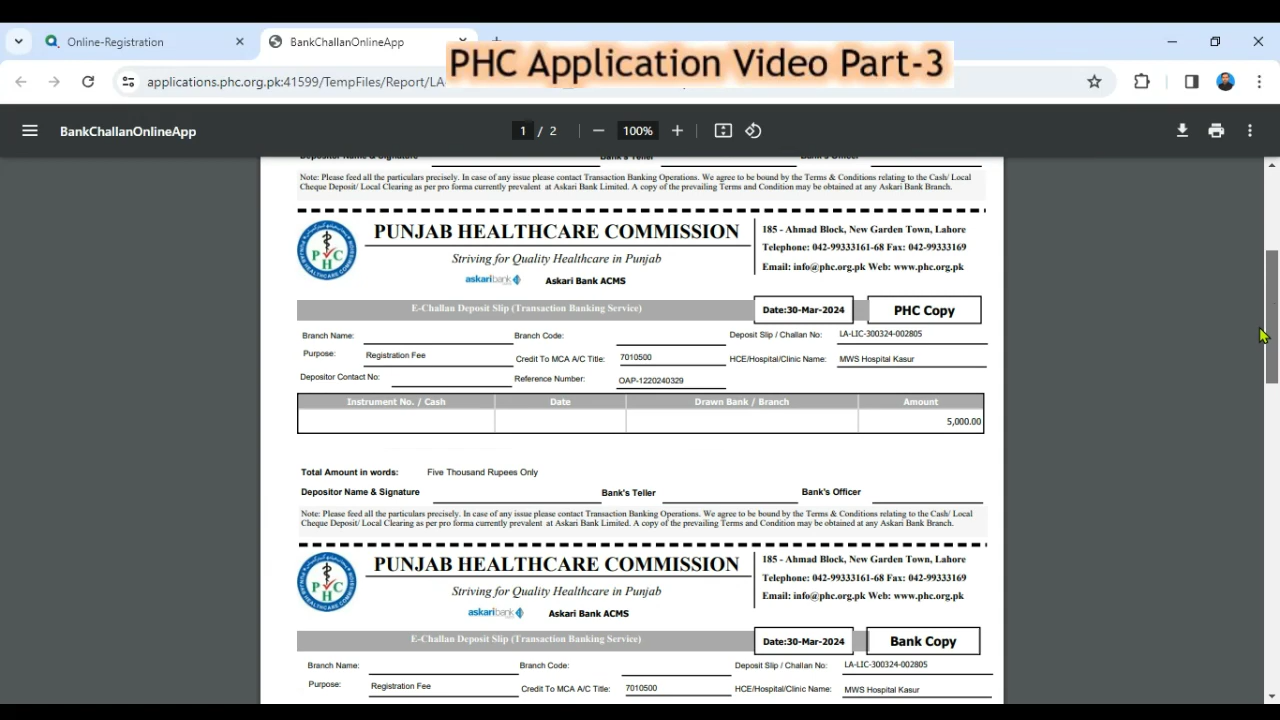 Online-Registration
BankChallanOnlineApp
PHC Application Video Part-3
applications.phc.org.pk:41599/TempFiles/Report/LA
BankChallanOnlineApp
1 / 2
100%
Depositor Name & Signature Bank's Teller Bank's Officer
Note: Please feed all the particulars precisely. In case of any issue please contact Transaction Banking Operations. We agree to be bound by the Terms & Conditions relating to the Cash/ Local
Cheque Deposit/ Local Clearing as per pro forma currently prevalent at Askari Bank Limited. A copy of the prevailing Terms and Condition may be obtained at any Askari Bank Branch.
PUNJAB HEALTHCARE COMMISSION
Striving for Quality Healthcare in Punjab
askaribank Askari Bank ACMS
185 - Ahmad Block, New Garden Town, Lahore
Telephone: 042-99333161-68 Fax: 042-99333169
Email: info@phc.org.pk Web: www.phc.org.pk
E-Challan Deposit Slip (Transaction Banking Service) Date:30-Mar-2024 PHC Copy
Branch Name: Branch Code: Deposit Slip / Challan No: LA-LIC-300324-002805
Purpose: Registration Fee Credit To MCA A/C Title: 7010500 HCE/Hospital/Clinic Name: MWS Hospital Kasur
Depositor Contact No: Reference Number: OAP-1220240329
Instrument No. / Cash Date Drawn Bank / Branch Amount
5,000.00
Total Amount in words: Five Thousand Rupees Only
Depositor Name & Signature Bank's Teller Bank's Officer
Note: Please feed all the particulars precisely. In case of any issue please contact Transaction Banking Operations. We agree to be bound by the Terms & Conditions relating to the Cash/ Local
Cheque Deposit/ Local Clearing as per pro forma currently prevalent at Askari Bank Limited. A copy of the prevailing Terms and Condition may be obtained at any Askari Bank Branch.
PUNJAB HEALTHCARE COMMISSION
Striving for Quality Healthcare in Punjab
askaribank Askari Bank ACMS
185 - Ahmad Block, New Garden Town, Lahore
Telephone: 042-99333161-68 Fax: 042-99333169
Email: info@phc.org.pk Web: www.phc.org.pk
E-Challan Deposit Slip (Transaction Banking Service) Date:30-Mar-2024 Bank Copy
Branch Name: Branch Code: Deposit Slip / Challan No: LA-LIC-300324-002805
Purpose: Registration Fee Credit To MCA A/C Title: 7010500 HCE/Hospital/Clinic Name: MWS Hospital Kasur